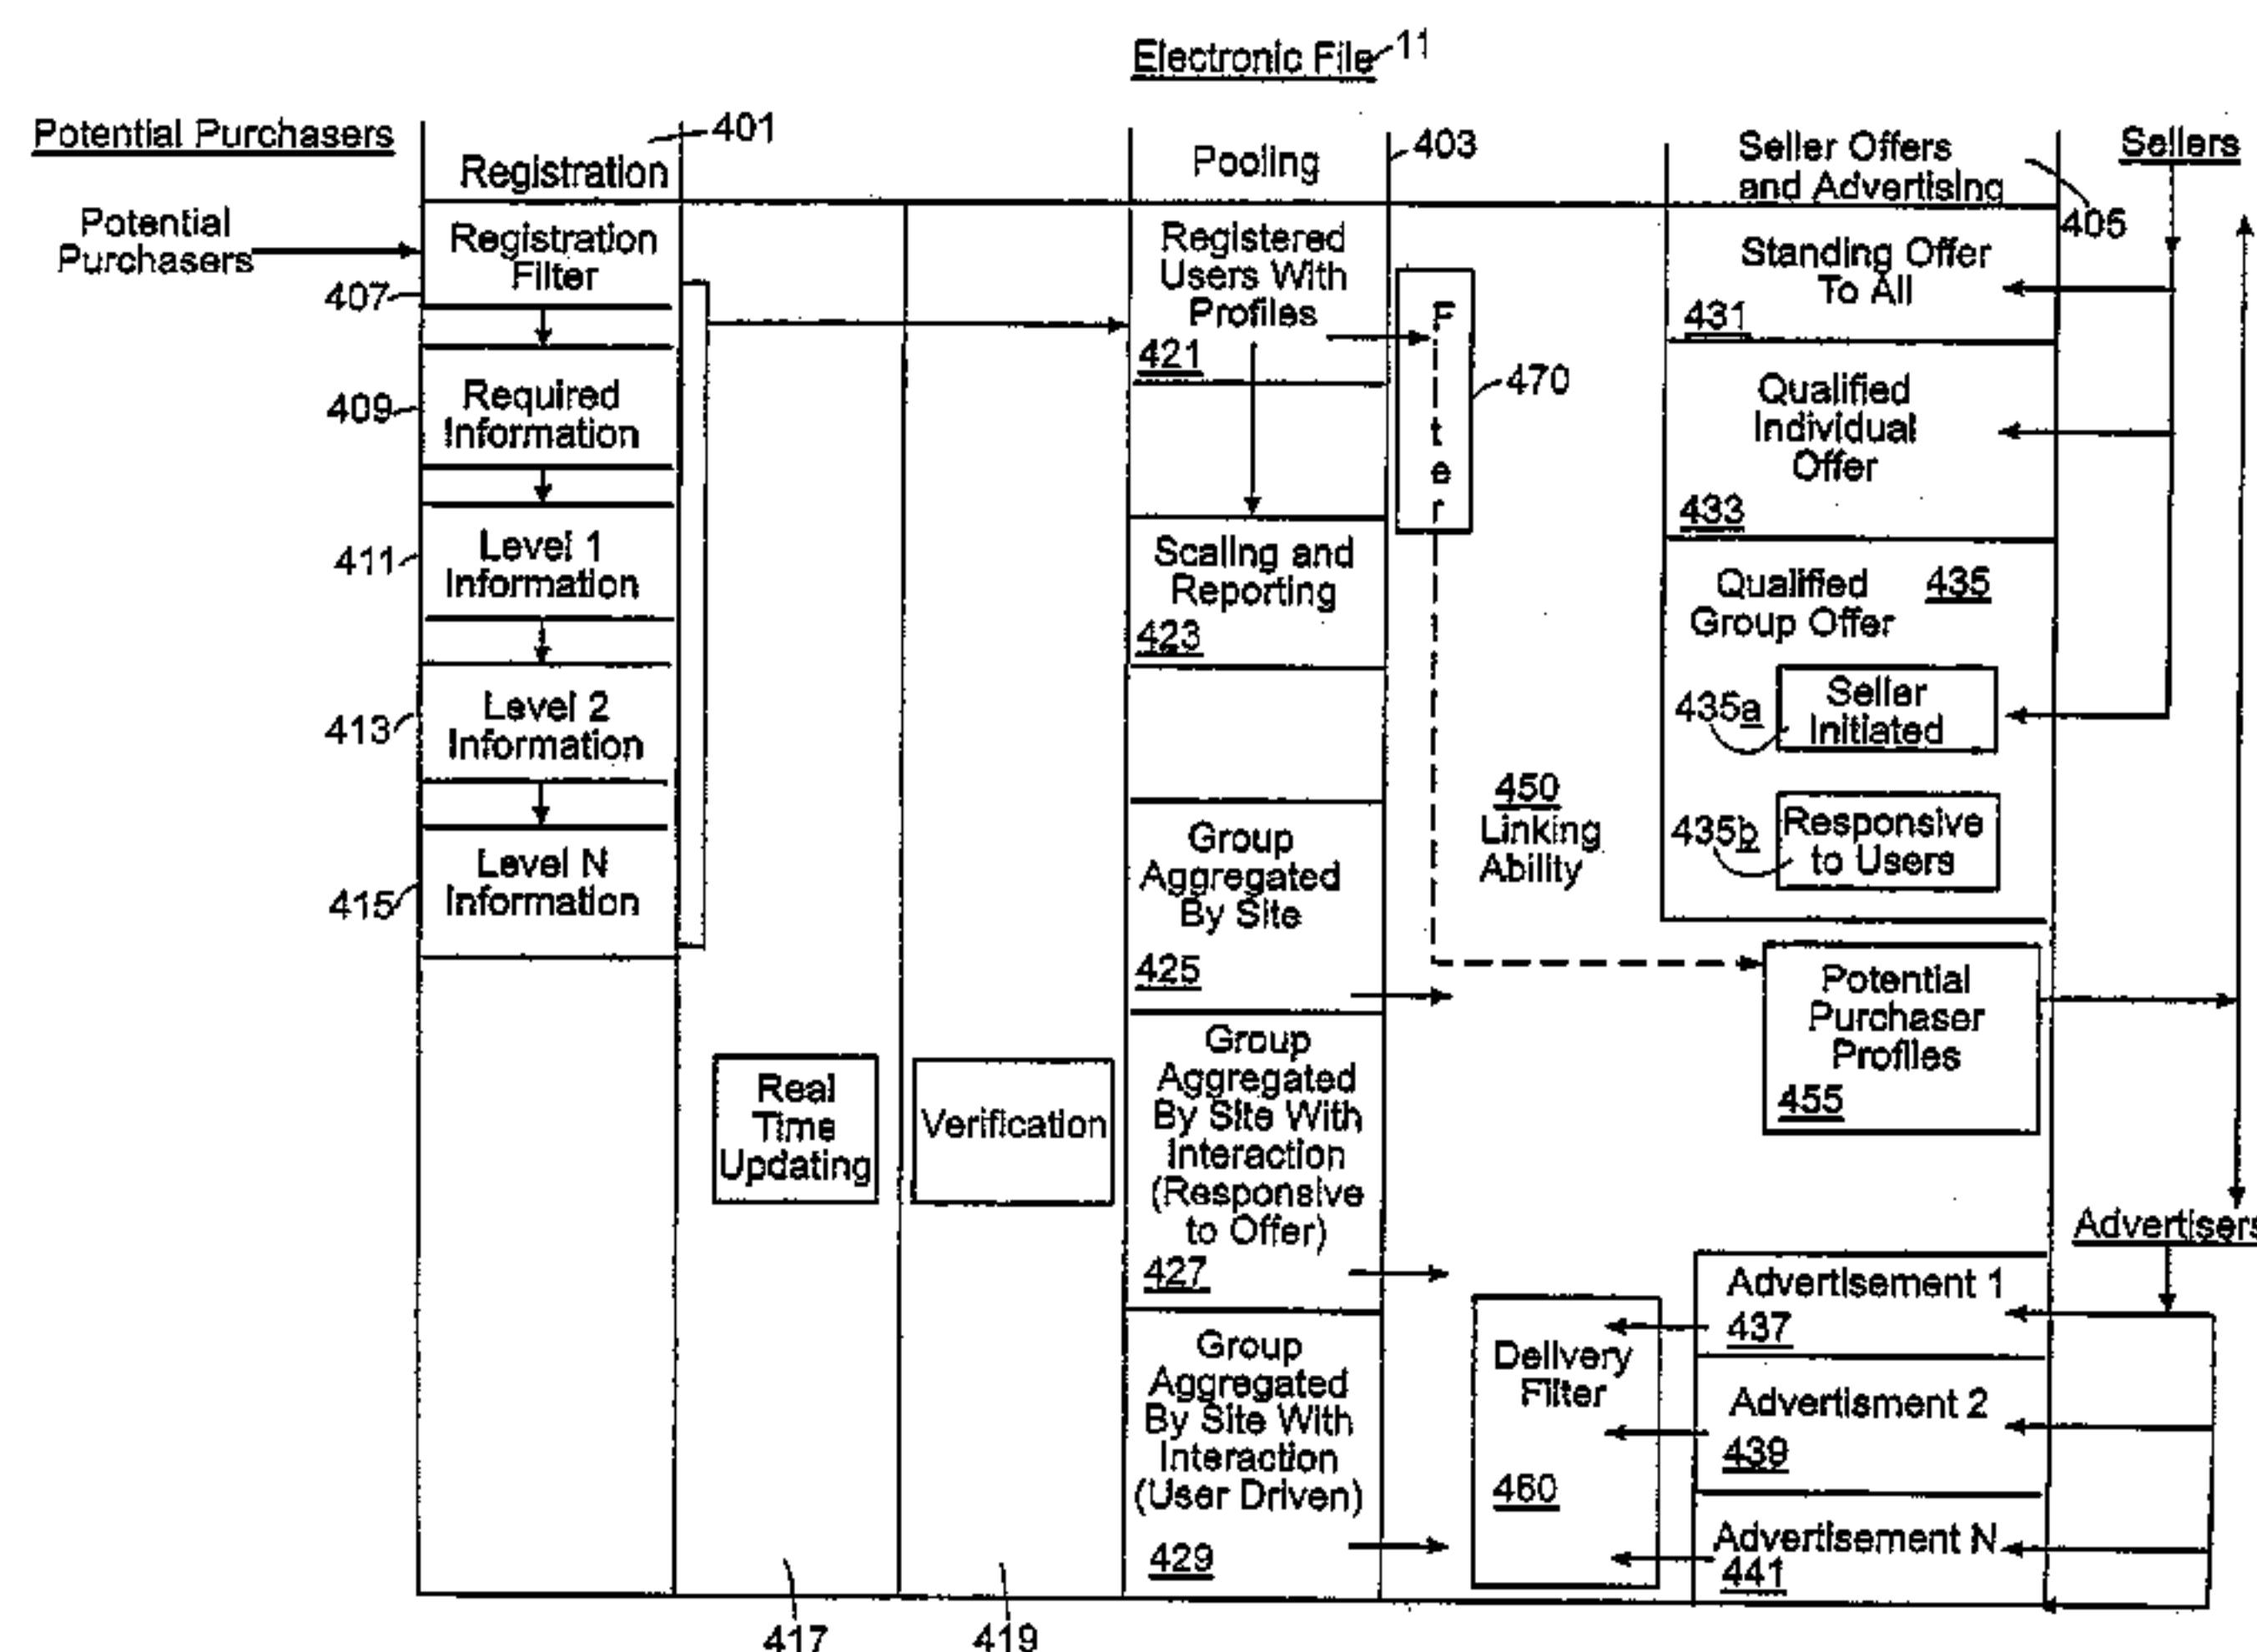 Electronic File 11
Potential Purchasers
401
Registration
Pooling
403
Seller Offers
and Advertising
405
Sellers
Potential
Purchasers
Registration
Filter
407
Required
Information
409
Level 1
Information
411
Level 2
Information
413
Level N
Information
415
Real
Time
Updating
417
Verification
419
Registered
Users With
Profiles
421
Scaling and
Reporting
423
Group
Aggregated
By Site
425
Group
Aggregated
By Site With
Interaction
(Responsive
to Offer)
427
Group
Aggregated
By Site With
Interaction
(User Driven)
429
F
i
l
t
e
r
470
450
Linking
Ability
Standing Offer
To All
431
Qualified
Individual
Offer
433
Qualified 435
Group Offer
435a
Seller
Initiated
435b
Responsive
to Users
Potential
Purchaser
Profiles
455
Advertisers
Delivery
Filter
460
Advertisement 1
437
Advertisment 2
439
Advertisement N
441